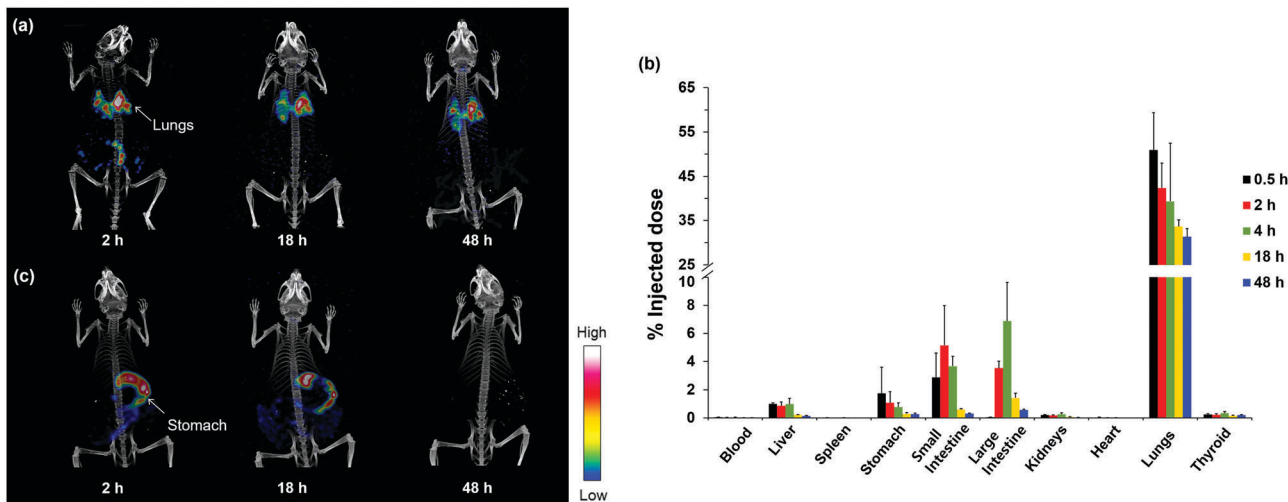 (a)
Lungs
2 h
18 h
48 h
(c)
Stomach
2 h
18 h
48 h
High
Low
(b)
% Injected dose
65
55
45
35
25
10
8
6
4
2
0
Blood
Liver
Spleen
Stomach
Small
Intestine
Large
Intestine
Kidneys
Heart
Lungs
Thyroid
0.5 h
2 h
4 h
18 h
48 h